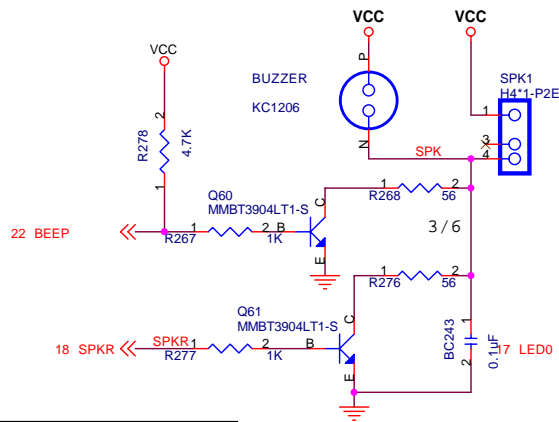 VCC
VCC
VCC
BUZZER
KC1206
P
N
SPK1
H4*1-P2E
1
3
4
SPK
2
R278
4.7K
1
Q60
MMBT3904LT1-S
C
1
2
R268
56
22 BEEP
1
2
B
R267
1K
E
3 / 6
1
2
R276
56
Q61
MMBT3904LT1-S
C
18 SPKR
SPKR
1
2
B
R277
1K
E
1
BC243
2
0.1uF
17 LED0